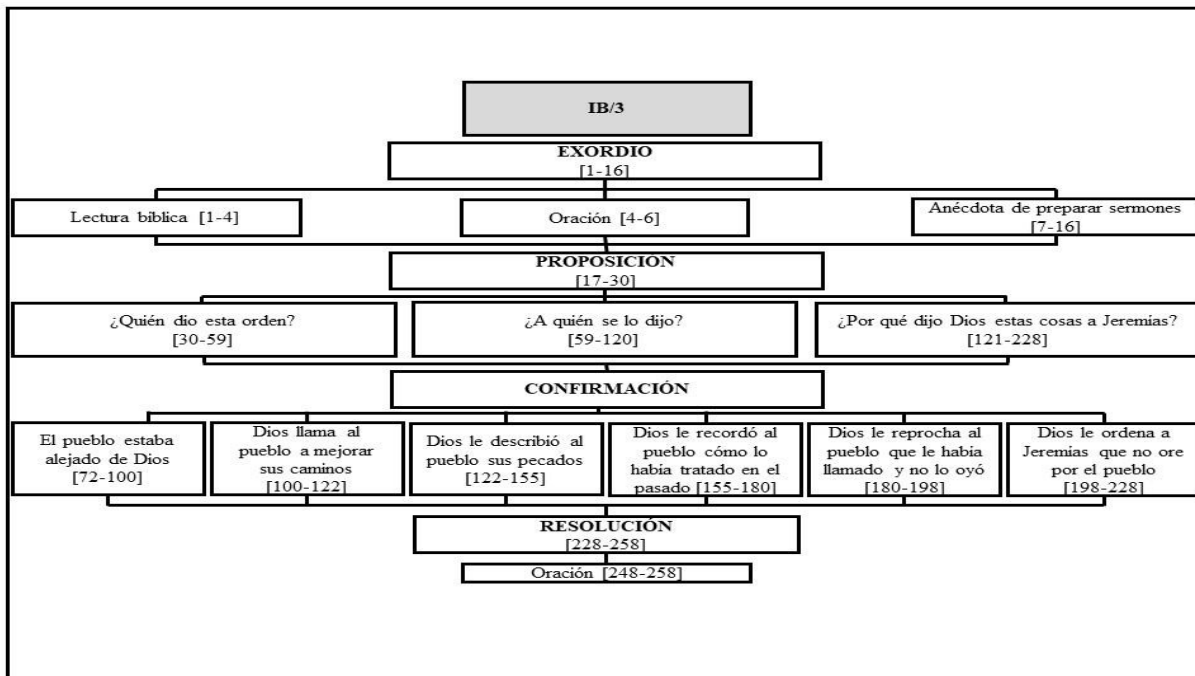 IB/3
EXORDIO
[1-16]
Lectura bíblica [1-4]
Oración [4-6]
Anécdota de preparar sermones
[7-16]
PROPOSICION
[17-30]
¿Quién dio esta orden?
[30-59]
¿A quién se lo dijo?
[59-120]
¿Por qué dijo Dios estas cosas a Jeremías?
[121-228]
CONFIRMACIÓN
El pueblo estaba
alejado de Dios
[72-100]
Dios llama al
pueblo a mejorar
sus caminos
[100-122]
Dios le describió al
pueblo sus pecados
[122-155]
Dios le recordó al
pueblo cómo lo
había tratado en el
pasado [155-180]
Dios le reprocha al
pueblo que le había
llamado y no lo oyó
[180-198]
Dios le ordena a
Jeremías que no ore
por el pueblo
[198-228]
RESOLUCIÓN
[228-258]
Oración [248-258]